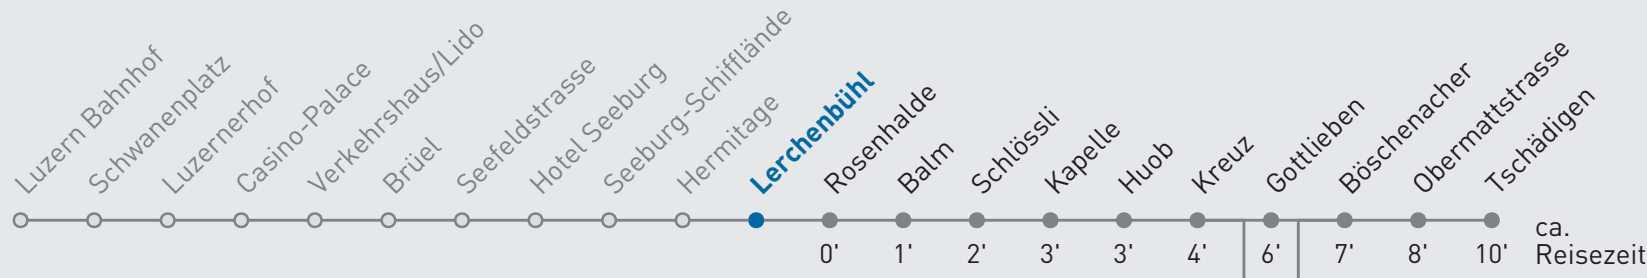 Luzern Bahnhof
Schwanenplatz
Luzernerhof
Casino-Palace
Verkehrshaus/Lido
Brüel
Seefeldstrasse
Hotel Seeburg
Seeburg-Schifflände
Hermitage
Lerchenbühl
Rosenhalde
Balm
Schlössli
Kapelle
Huob
Kreuz
Gottlieben
Böschenacher
Obermattstrasse
Tschädigen
0' 1' 2' 3' 3' 4' 6' 7' 8' 10'
ca.
Reisezeit